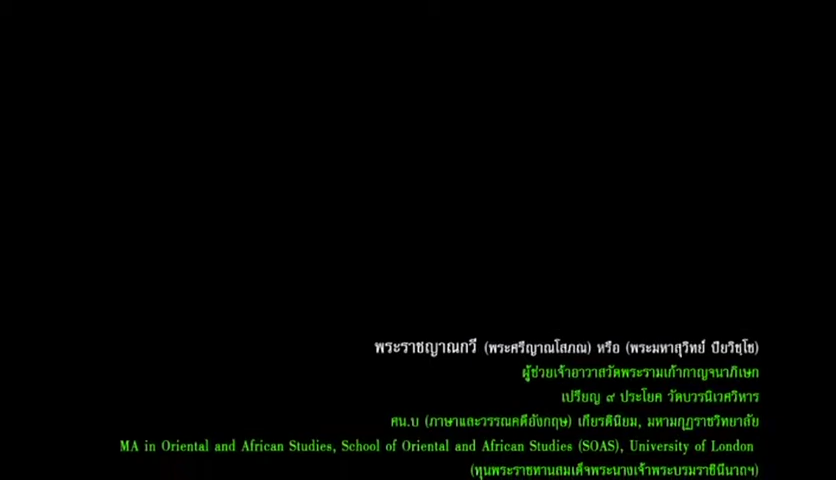 พระราชญาณกวี (พระศรีญาณโสภณ) หรือ (พระมหาสุวิทย์ ปิยวิชฺโช)
ผู้ช่วยเจ้าอาวาสวัดพระรามเก้ากาญจนาภิเษก
เปรียญ ๙ ประโยค วัดบวรนิเวศวิหาร
ศน.บ (ภาษาและวรรณคดีอังกฤษ) เกียรตินิยม, มหามกุฏราชวิทยาลัย
MA in Oriental and African Studies, School of Oriental and African Studies (SOAS), University of London
(ทุนพระราชทานสมเด็จพระนางเจ้าพระบรมราชินีนาถฯ)